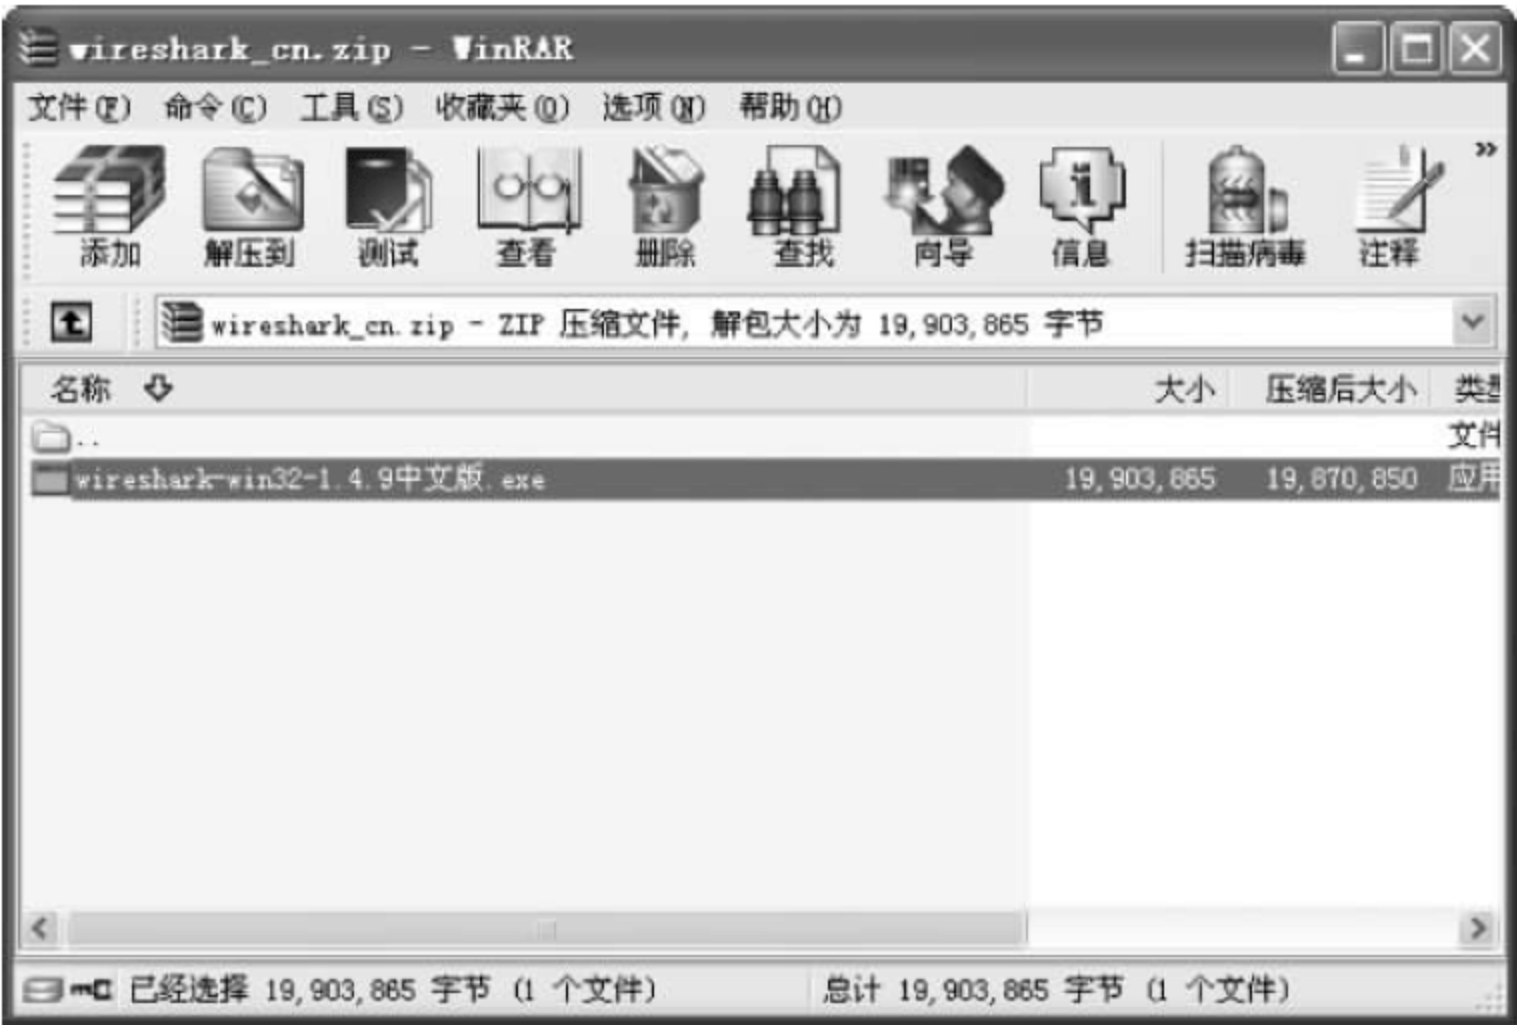 wireshark_cn.zip - WinRAR
文件(F) 命令(C) 工具(S) 收藏夹(O) 选项(N) 帮助(H)
添加 解压到 测试 查看 删除 查找 向导 信息 扫描病毒 注释 »
wireshark_cn.zip - ZIP 压缩文件, 解包大小为 19,903,865 字节
名称 大小 压缩后大小 类型
.. 文件
wireshark-win32-1.4.9中文版.exe 19,903,865 19,870,850 应用
已经选择 19,903,865 字节 (1 个文件) 总计 19,903,865 字节 (1 个文件)